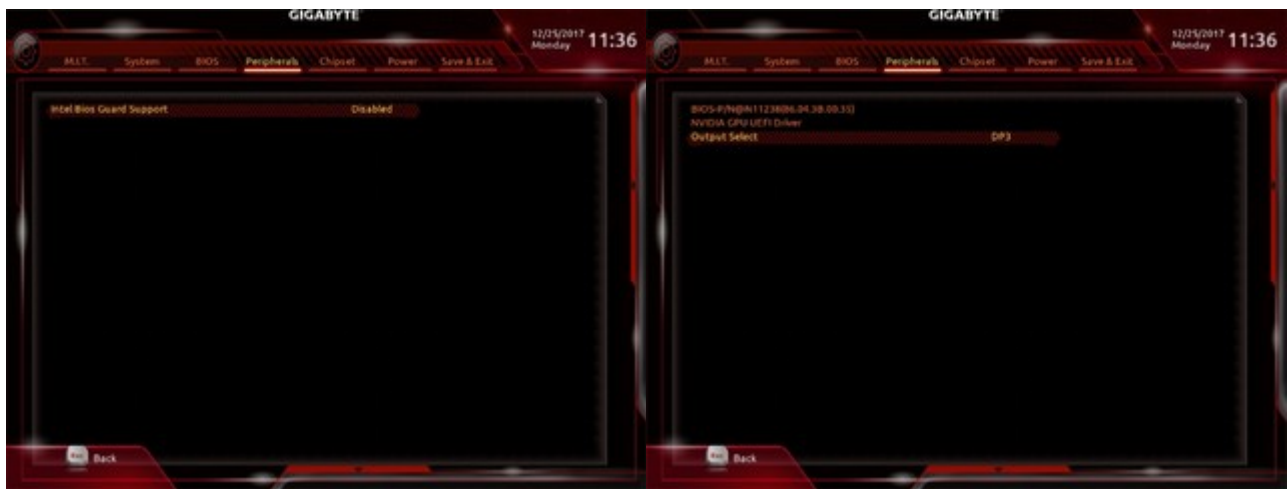 GIGABYTE
12/25/2017
Monday 11:36
M.I.T. System BIOS Peripherals Chipset Power Save & Exit
Intel Bios Guard Support Disabled
Esc Back
GIGABYTE
12/25/2017
Monday 11:36
M.I.T. System BIOS Peripherals Chipset Power Save & Exit
NVIDIA GPU UEFI Driver
Output Select DP3
Esc Back